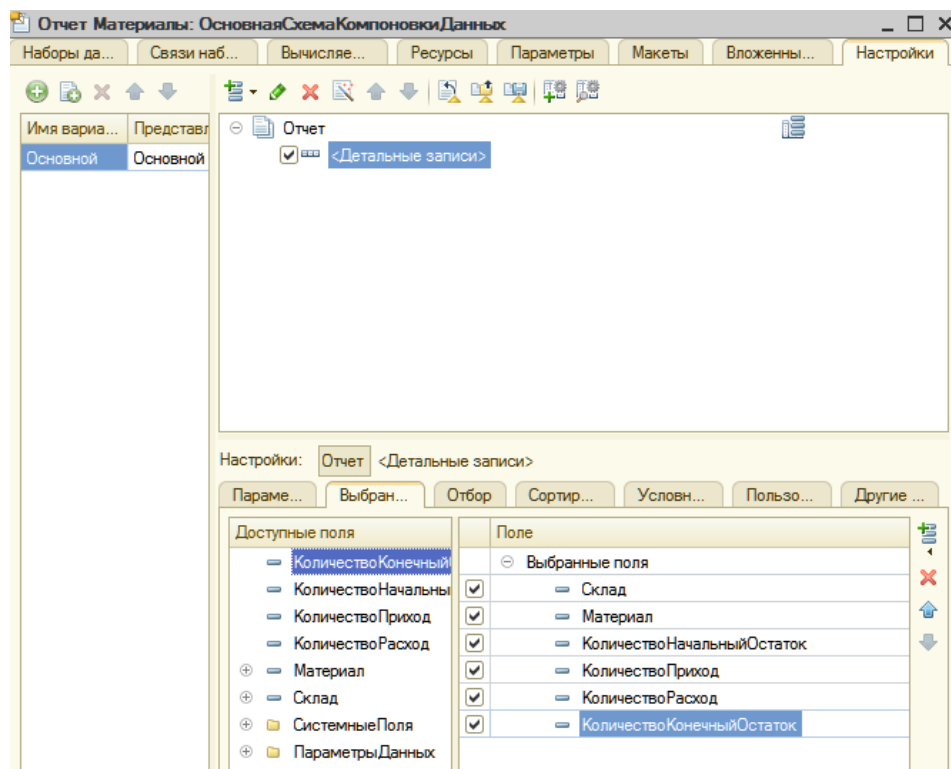 Отчет Материалы: ОсновнаяСхемаКомпоновкиДанных
Наборы да... Связи наб... Вычисляе... Ресурсы Параметры Макеты Вложенны... Настройки
Имя вариа... Представл
Основной Основной
Отчет
<Детальные записи>
Настройки: Отчет <Детальные записи>
Параме... Выбран... Отбор Сортир... Условн... Пользо... Другие ...
Доступные поля
КоличествоКонечный
КоличествоНачальны
КоличествоПриход
КоличествоРасход
Материал
Склад
СистемныеПоля
ПараметрыДанных
Поле
Выбранные поля
Склад
Материал
КоличествоНачальныйОстаток
КоличествоПриход
КоличествоРасход
КоличествоКонечныйОстаток